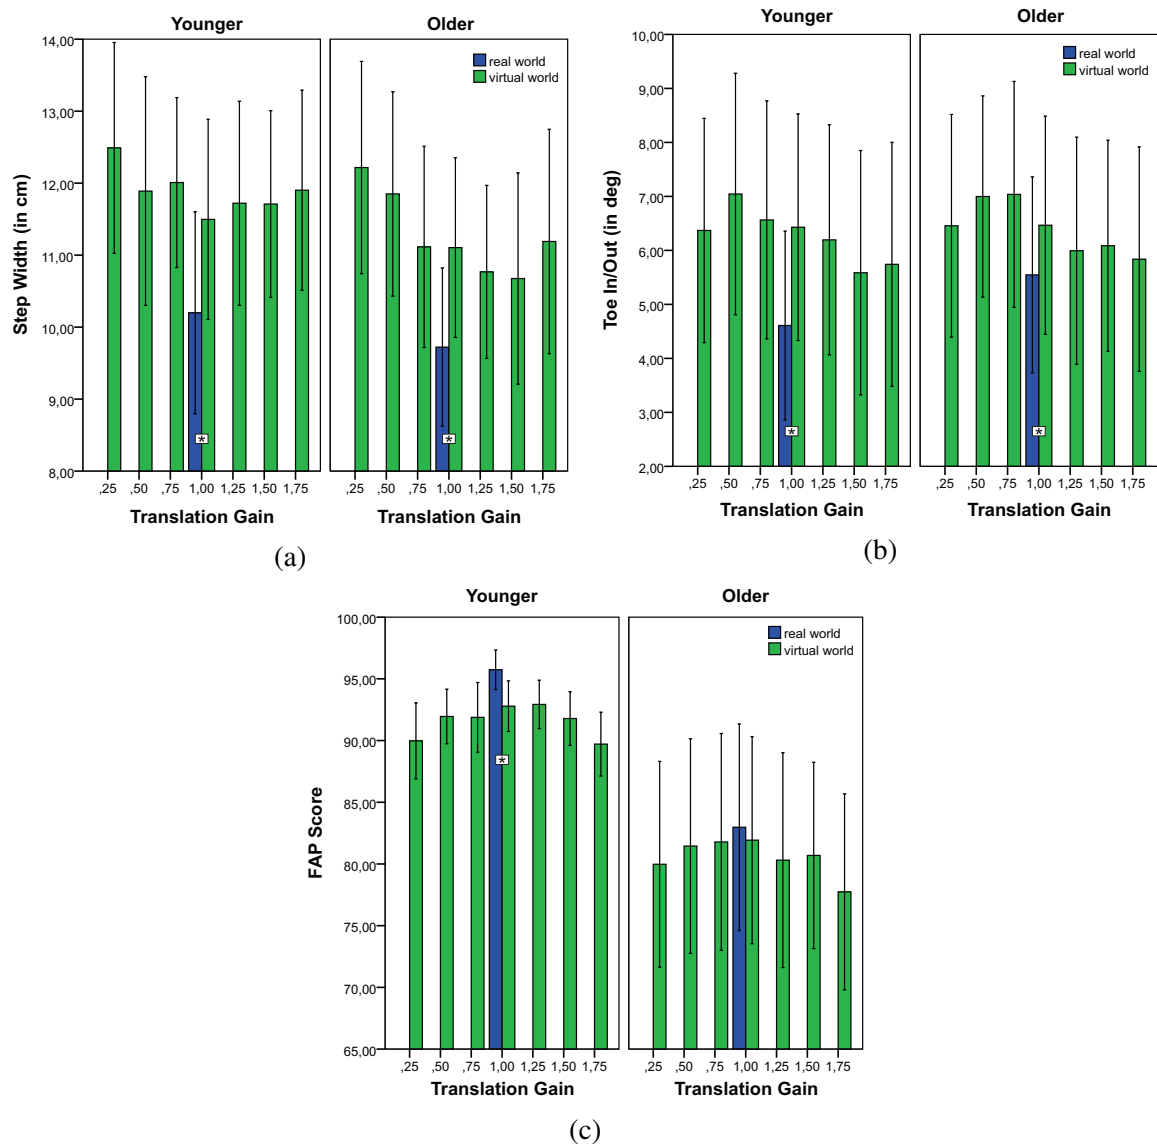 Younger Older
14,00
13,00
12,00
11,00
10,00
9,00
8,00
Step Width (in cm)
real world
virtual world
*
*
,25 ,50 ,75 1,00 1,25 1,50 1,75 ,25 ,50 ,75 1,00 1,25 1,50 1,75
Translation Gain Translation Gain
(a)
Younger Older
10,00
9,00
8,00
7,00
6,00
5,00
4,00
3,00
2,00
Toe In/Out (in deg)
real world
virtual world
*
*
,25 ,50 ,75 1,00 1,25 1,50 1,75 ,25 ,50 ,75 1,00 1,25 1,50 1,75
Translation Gain Translation Gain
(b)
Younger Older
100,00
95,00
90,00
85,00
80,00
75,00
70,00
65,00
FAP Score
real world
virtual world
*
,25 ,50 ,75 1,00 1,25 1,50 1,75 ,25 ,50 ,75 1,00 1,25 1,50 1,75
Translation Gain Translation Gain
(c)